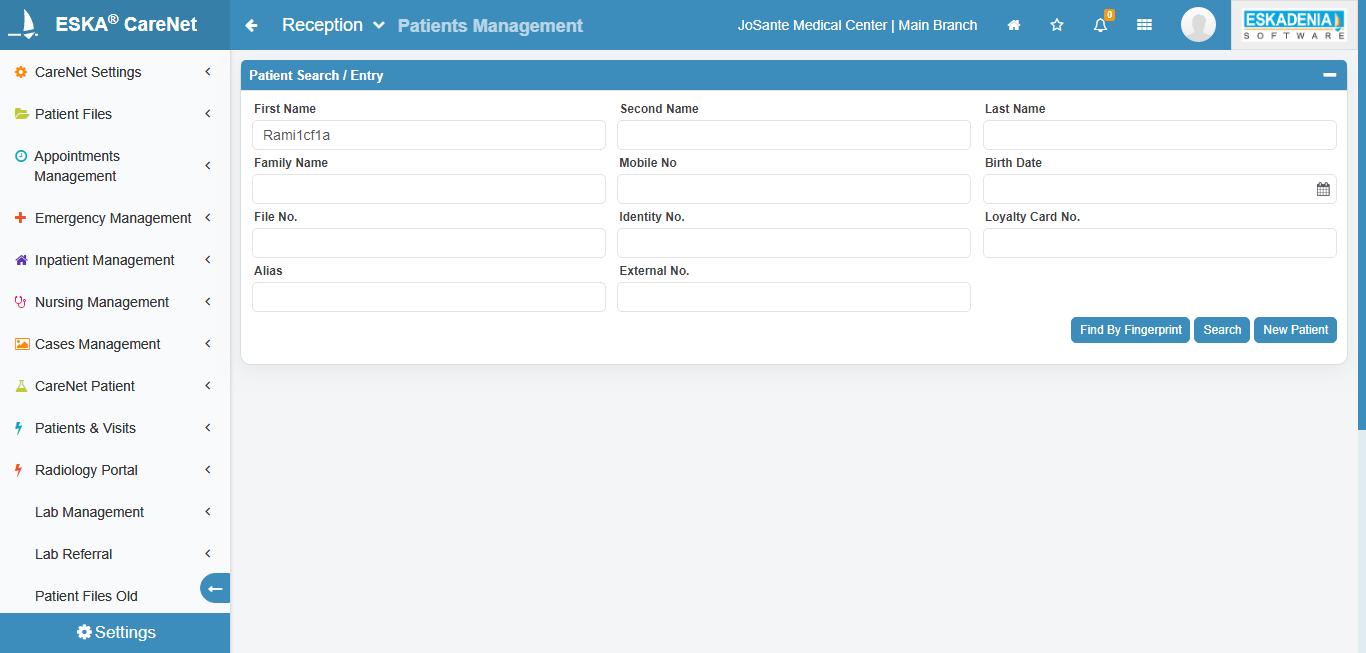 ESKA® CareNet
Reception
Patients Management
JoSante Medical Center | Main Branch
0
ESKADENIA
SOFTWARE
CareNet Settings
Patient Files
Appointments
Management
Emergency Management
Inpatient Management
Nursing Management
Cases Management
CareNet Patient
Patients & Visits
Radiology Portal
Lab Management
Lab Referral
Patient Files Old
Settings
Patient Search / Entry
First Name
Second Name
Last Name
Rami1cf1a
Family Name
Mobile No
Birth Date
File No.
Identity No.
Loyalty Card No.
Alias
External No.
Find By Fingerprint
Search
New Patient